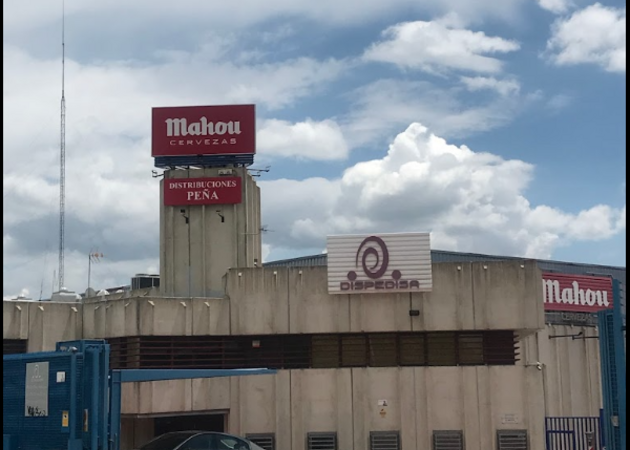 Mahou
CERVEZAS
DISTRIBUCIONES
PEÑA
DISPEDISA
Mahou